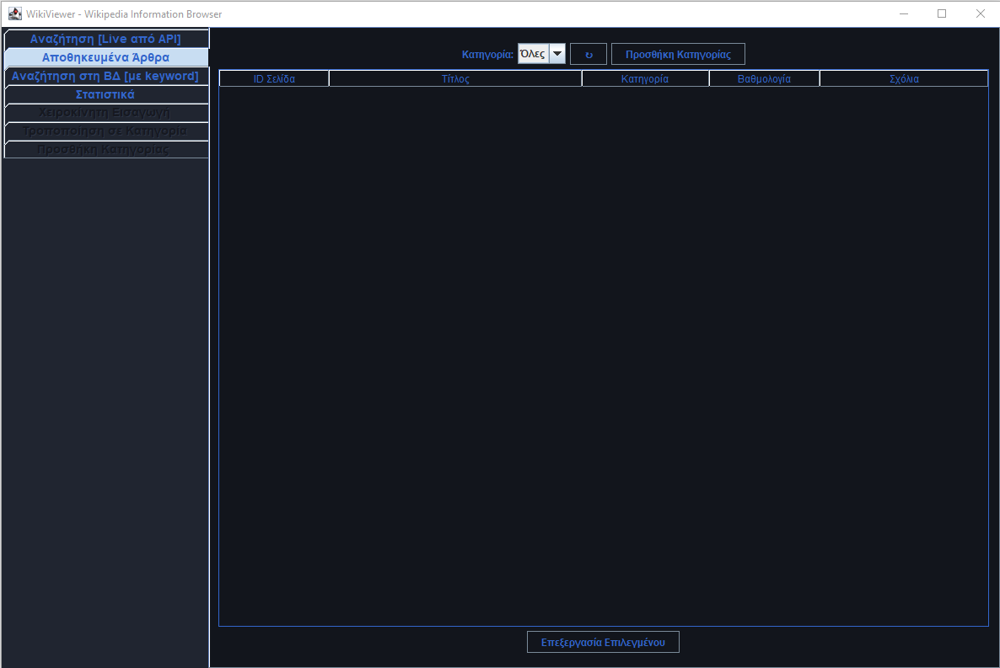 WikiViewer - Wikipedia Information Browser
Αναζήτηση [Live από API]
Αποθηκευμένα Άρθρα
Αναζήτηση στη ΒΔ [με keyword]
Στατιστικά
Χειροκίνητη Εισαγωγή
Τροποποίηση σε Κατηγορία
Προσθήκη Κατηγορίας
Κατηγορία: Όλες ↻ Προσθήκη Κατηγορίας
ID Σελίδα Τίτλος Κατηγορία Βαθμολογία Σχόλια
Επεξεργασία Επιλεγμένου